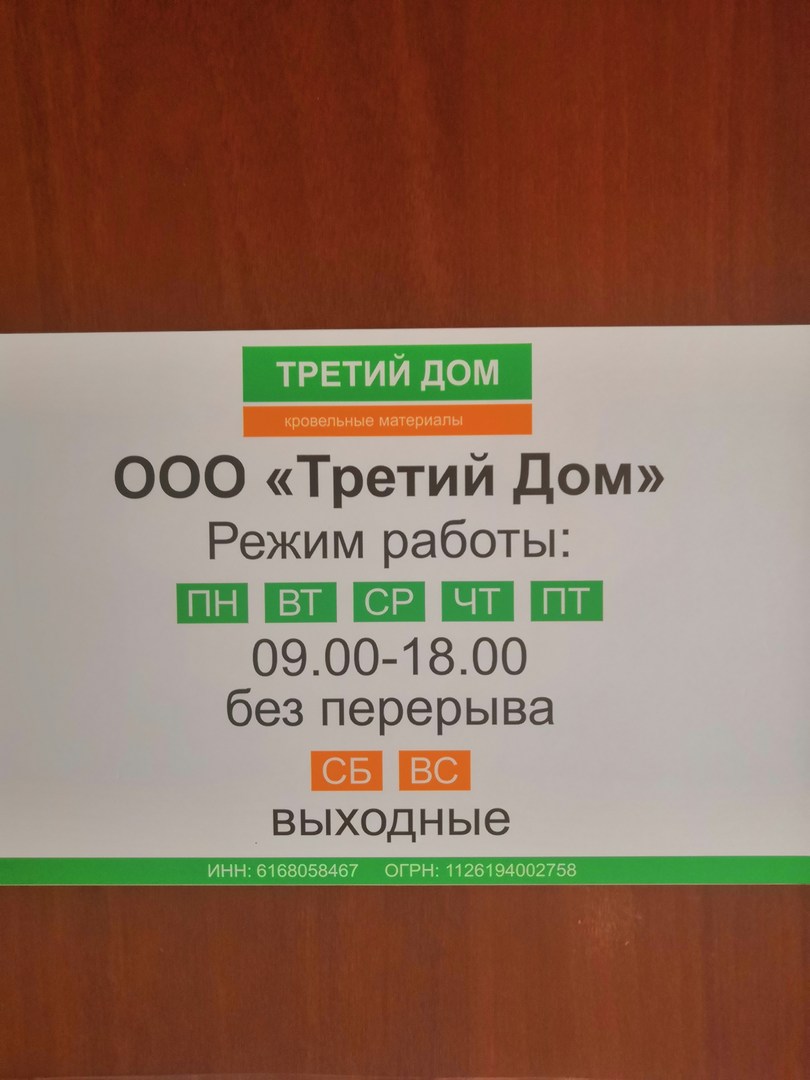 ТРЕТИЙ ДОМ
кровельные материалы
ООО «Третий Дом»
Режим работы:
ПН ВТ СР ЧТ ПТ
09.00-18.00
без перерыва
СБ ВС
выходные
ИНН: 6168058467 ОГРН: 1126194002758